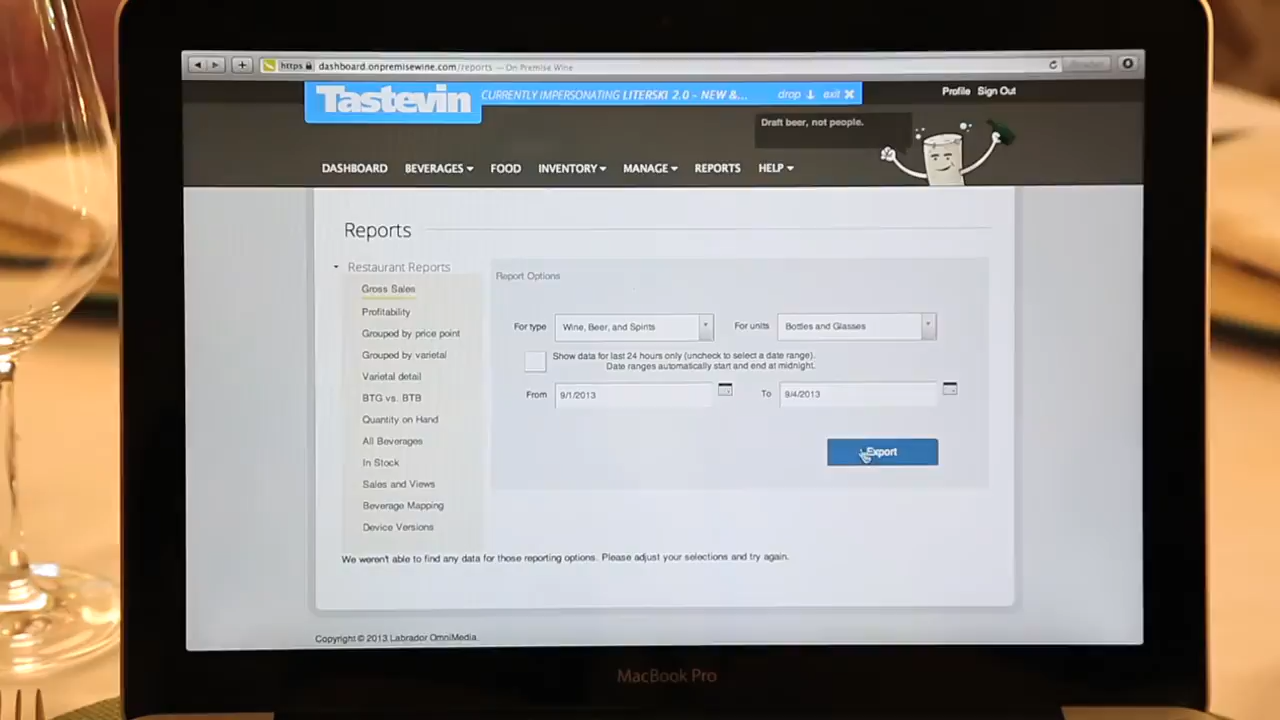 https dashboard.onpremisewine.com/reports — On Premise Wine
Tastevin CURRENTLY IMPERSONATING LITERSKI 2.0 - NEW &... drop exit
Profile Sign Out
Draft beer, not people.
DASHBOARD BEVERAGES FOOD INVENTORY MANAGE REPORTS HELP
Reports
Restaurant Reports
Gross Sales
Profitability
Grouped by price point
Grouped by varietal
Varietal detail
BTG vs. BTB
Quantity on Hand
All Beverages
In Stock
Sales and Views
Beverage Mapping
Device Versions
Report Options
For type Wine, Beer, and Spirits For units Bottles and Glasses
Show data for last 24 hours only (uncheck to select a date range).
Date ranges automatically start and end at midnight.
From 9/1/2013 To 9/4/2013
Export
We weren't able to find any data for those reporting options. Please adjust your selections and try again.
Copyright © 2013 Labrador OmniMedia.
MacBook Pro